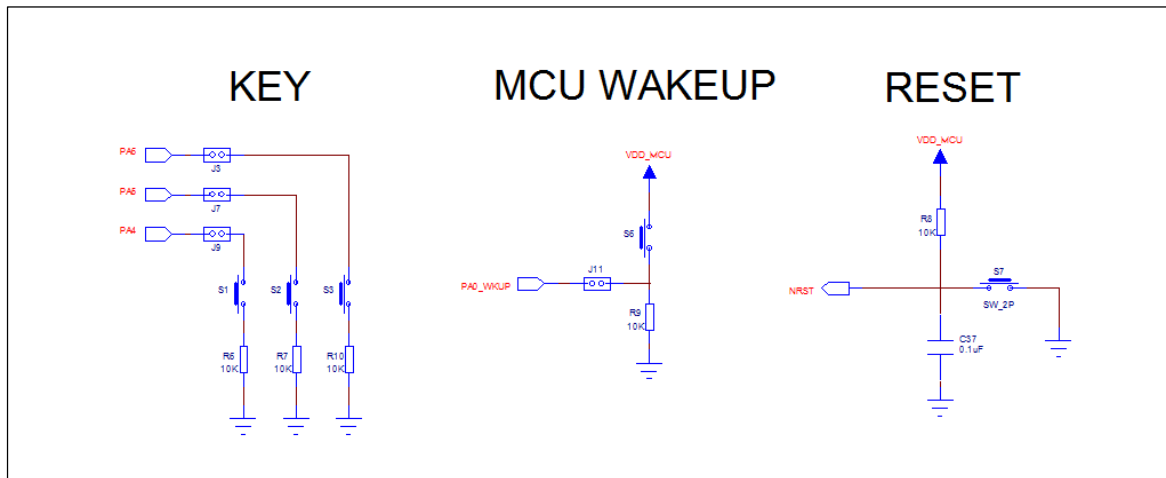 KEY
MCU WAKEUP
RESET
PA6
J3
PA5
J7
PA4
J9
S1
S2
S3
R6
10K
R7
10K
R10
10K
VDD_MCU
S6
J11
PA0_WKUP
R9
10K
VDD_MCU
R8
10K
S7
SW_2P
NRST
C37
0.1uF